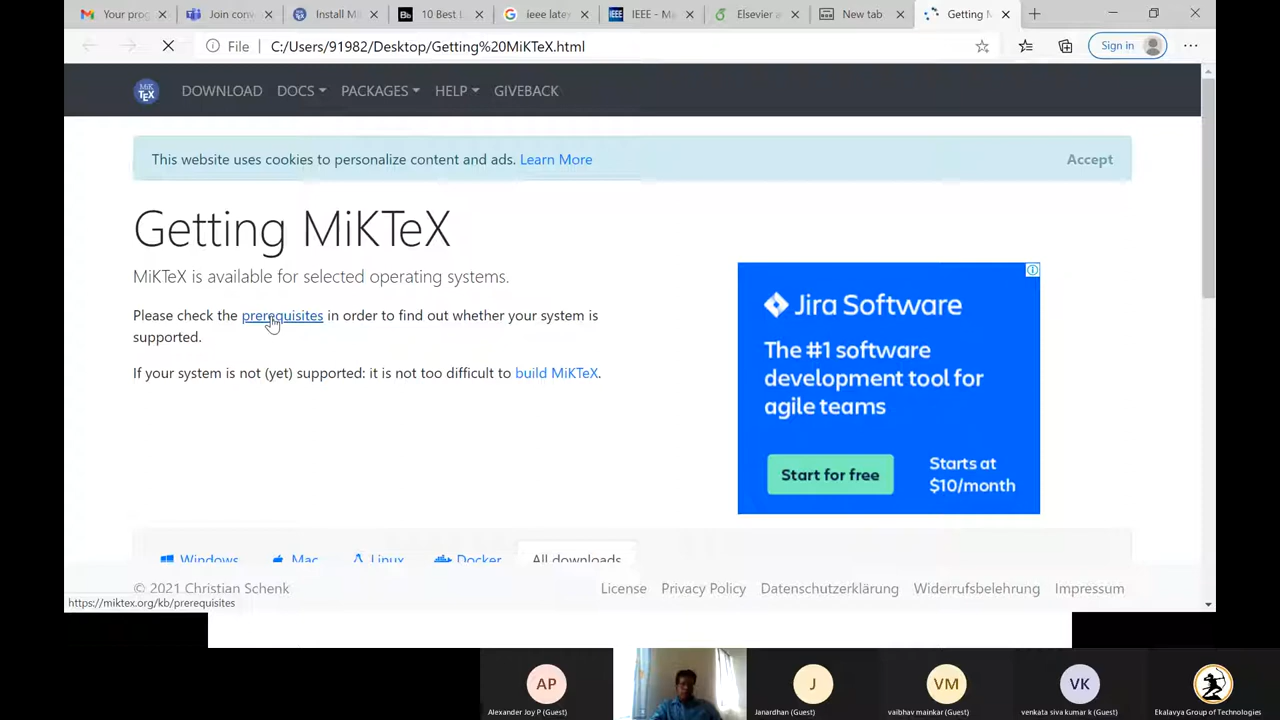 Your prog
Join conv
Install Mi
10 Best L
ieee latex
IEEE - Ma
Elsevier a
New tab
Getting M
File
C:/Users/91982/Desktop/Getting%20MiKTeX.html
Sign in
MiK
TEX
DOWNLOAD
DOCS
PACKAGES
HELP
GIVEBACK
This website uses cookies to personalize content and ads. Learn More
Accept
Getting MiKTeX
MiKTeX is available for selected operating systems.
Please check the prerequisites in order to find out whether your system is
supported.
If your system is not (yet) supported: it is not too difficult to build MiKTeX.
Jira Software
The #1 software
development tool for
agile teams
Start for free
Starts at
$10/month
Windows
Mac
Linux
Docker
All downloads
© 2021 Christian Schenk
License
Privacy Policy
Datenschutzerklärung
Widerrufsbelehrung
Impressum
https://miktex.org/kb/prerequisites
AP
J
VM
VK
Alexander Joy P (Guest)
Janardhan (Guest)
vaibhav mainkar (Guest)
venkata siva kumar k (Guest)
Ekalavya Group of Technologies